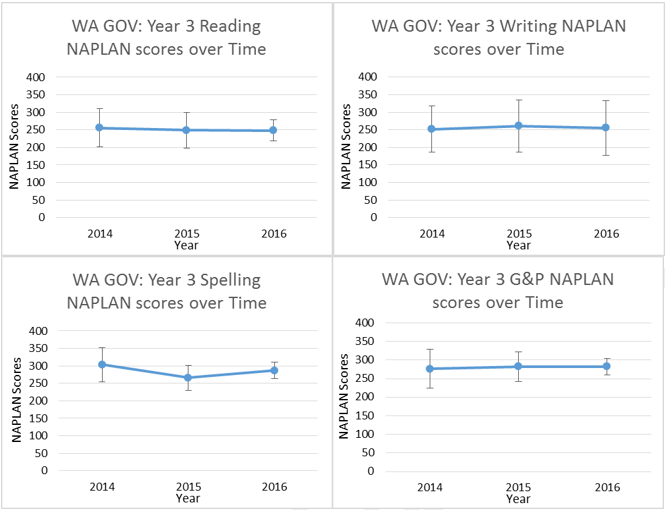 WA GOV: Year 3 Reading
NAPLAN scores over Time
NAPLAN Scores
400
350
300
250
200
150
100
50
0
2014 2015 2016
Year
WA GOV: Year 3 Writing NAPLAN
scores over Time
NAPLAN Scores
400
350
300
250
200
150
100
50
0
2014 2015 2016
Year
WA GOV: Year 3 Spelling
NAPLAN scores over Time
NAPLAN Scores
400
350
300
250
200
150
100
50
0
2014 2015 2016
Year
WA GOV: Year 3 G&P NAPLAN
scores over Time
NAPLAN Scores
400
350
300
250
200
150
100
50
0
2014 2015 2016
Year